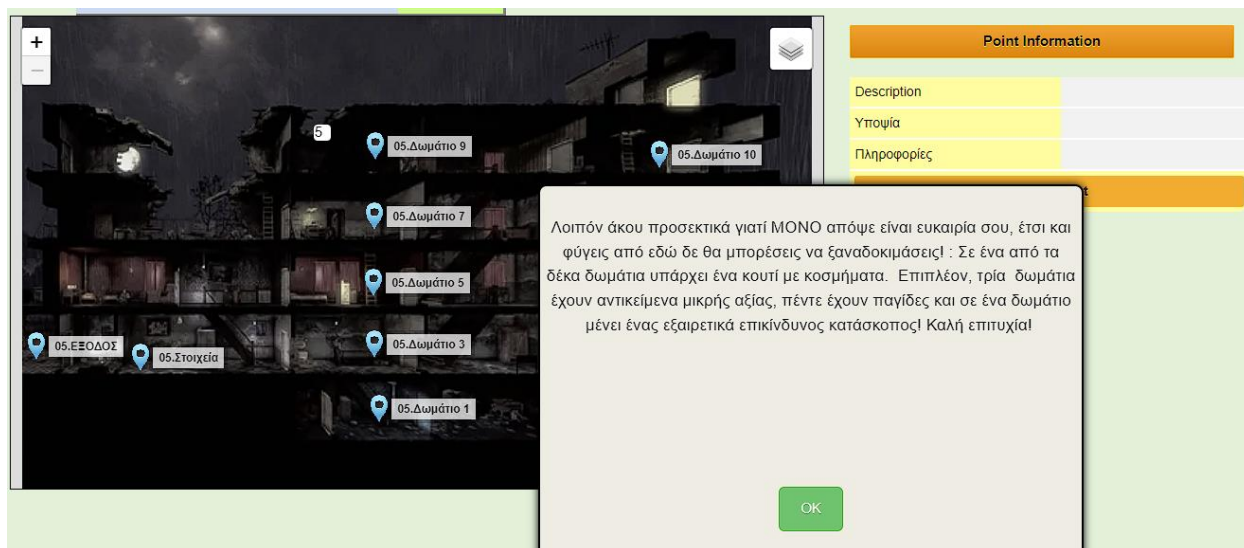 +
−
5
05.Δωμάτιο 9
05.Δωμάτιο 10
05.Δωμάτιο 7
05.Δωμάτιο 5
05.ΕΞΟΔΟΣ
05.Στοιχεία
05.Δωμάτιο 3
05.Δωμάτιο 1
Λοιπόν άκου προσεκτικά γιατί ΜΟΝΟ απόψε είναι ευκαιρία σου, έτσι και
φύγεις από εδώ δε θα μπορέσεις να ξαναδοκιμάσεις! : Σε ένα από τα
δέκα δωμάτια υπάρχει ένα κουτί με κοσμήματα. Επιπλέον, τρία δωμάτια
έχουν αντικείμενα μικρής αξίας, πέντε έχουν παγίδες και σε ένα δωμάτιο
μένει ένας εξαιρετικά επικίνδυνος κατάσκοπος! Καλή επιτυχία!
OK
Point Information
Description
Υποψία
Πληροφορίες